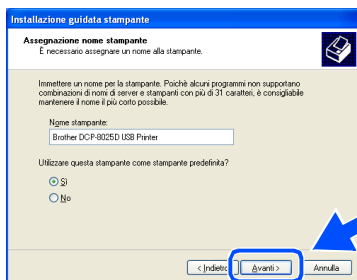 Installazione guidata stampante
Assegnazione nome stampante
È necessario assegnare un nome alla stampante.
Immettere un nome per la stampante. Poichè alcuni programmi non supportano
combinazioni di nomi di server e stampanti con più di 31 caratteri, è consigliabile
mantenere il nome il più corto possibile.
Nome stampante:
Brother DCP-8025D USB Printer
Utilizzare questa stampante come stampante predefinita?
Sì
No
< Indietro
Avanti >
Annulla